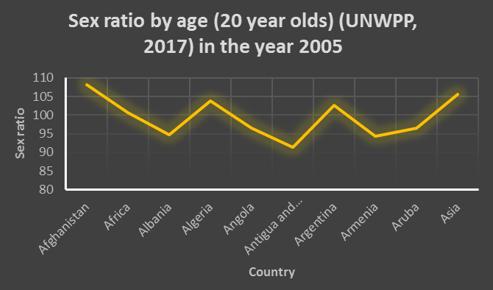 Sex ratio by age (20 year olds) (UNWPP,
2017) in the year 2005
110
105
100
95
90
85
80
Sex ratio
Afghanistan
Africa
Albania
Algeria
Angola
Antigua and...
Argentina
Armenia
Aruba
Asia
Country